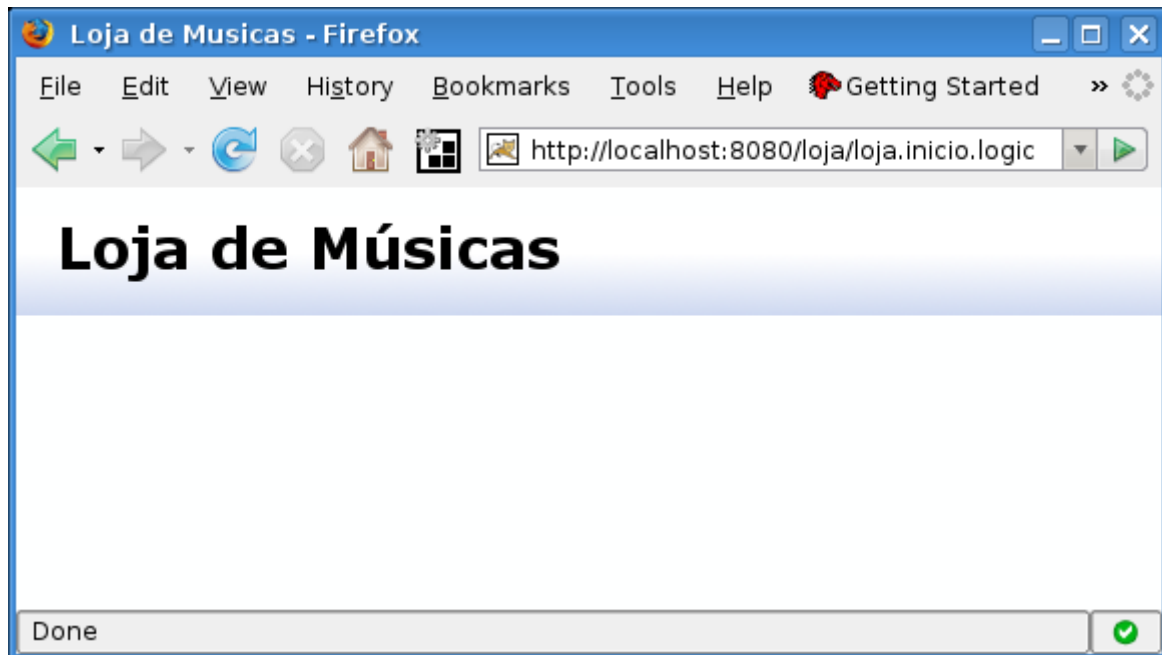 Loja de Musicas - Firefox
File Edit View History Bookmarks Tools Help Getting Started »
http://localhost:8080/loja/loja.inicio.logic
Loja de Músicas
Done